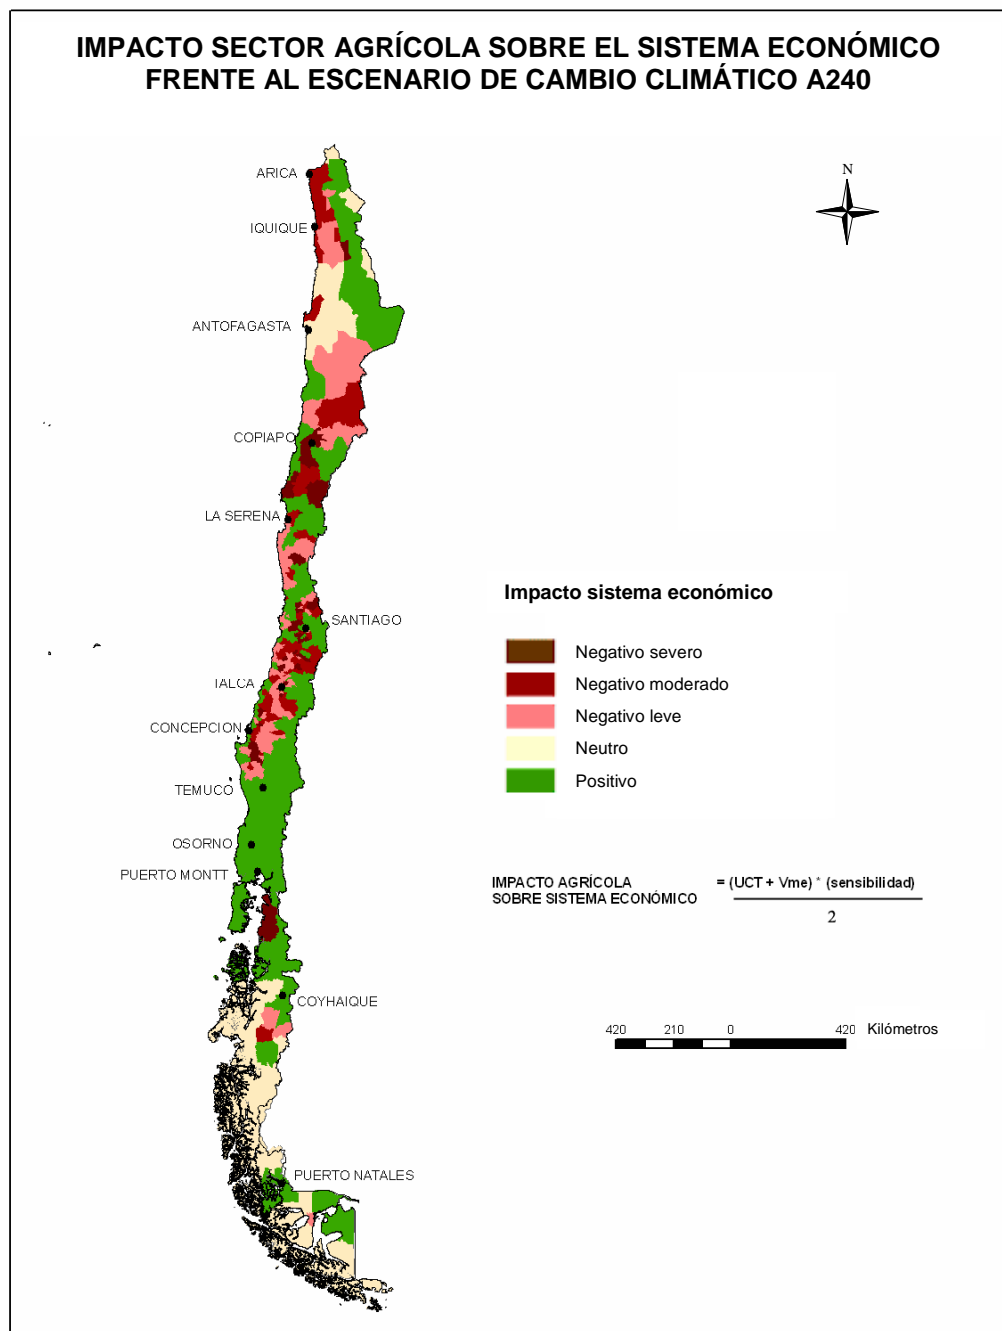 IMPACTO SECTOR AGRÍCOLA SOBRE EL SISTEMA ECONÓMICO
FRENTE AL ESCENARIO DE CAMBIO CLIMÁTICO A240
N
ARICA
IQUIQUE
ANTOFAGASTA
COPIAPO
LA SERENA
SANTIAGO
TALCA
CONCEPCION
TEMUCO
OSORNO
PUERTO MONTT
COYHAIQUE
PUERTO NATALES
Impacto sistema económico
Negativo severo
Negativo moderado
Negativo leve
Neutro
Positivo
IMPACTO AGRÍCOLA = (UCT + Vme) * (sensibilidad)
SOBRE SISTEMA ECONÓMICO
2
420 210 0 420 Kilómetros